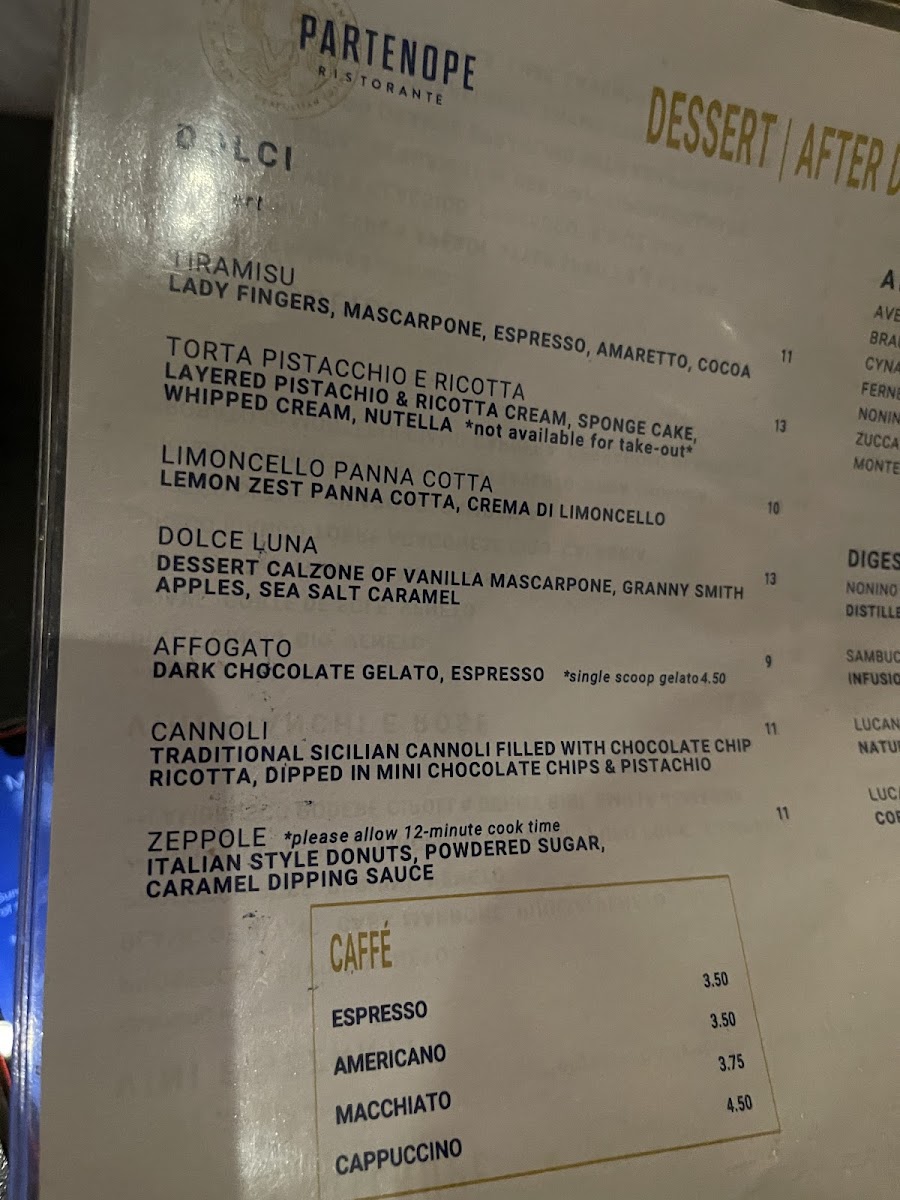 PARTENOPE
RISTORANTE
DESSERT | AFTER
DOLCI
TIRAMISU
LADY FINGERS, MASCARPONE, ESPRESSO, AMARETTO, COCOA 11
TORTA PISTACCHIO E RICOTTA
LAYERED PISTACHIO & RICOTTA CREAM, SPONGE CAKE, 13
WHIPPED CREAM, NUTELLA *not available for take-out*
LIMONCELLO PANNA COTTA
LEMON ZEST PANNA COTTA, CREMA DI LIMONCELLO 10
DOLCE LUNA
DESSERT CALZONE OF VANILLA MASCARPONE, GRANNY SMITH 13
APPLES, SEA SALT CARAMEL
AFFOGATO
DARK CHOCOLATE GELATO, ESPRESSO *single scoop gelato 4.50 9
CANNOLI 11
TRADITIONAL SICILIAN CANNOLI FILLED WITH CHOCOLATE CHIP
RICOTTA, DIPPED IN MINI CHOCOLATE CHIPS & PISTACHIO
ZEPPOLE *please allow 12-minute cook time 11
ITALIAN STYLE DONUTS, POWDERED SUGAR,
CARAMEL DIPPING SAUCE
CAFFÉ
ESPRESSO 3.50
AMERICANO 3.50
MACCHIATO 3.75
CAPPUCCINO 4.50
NONINO